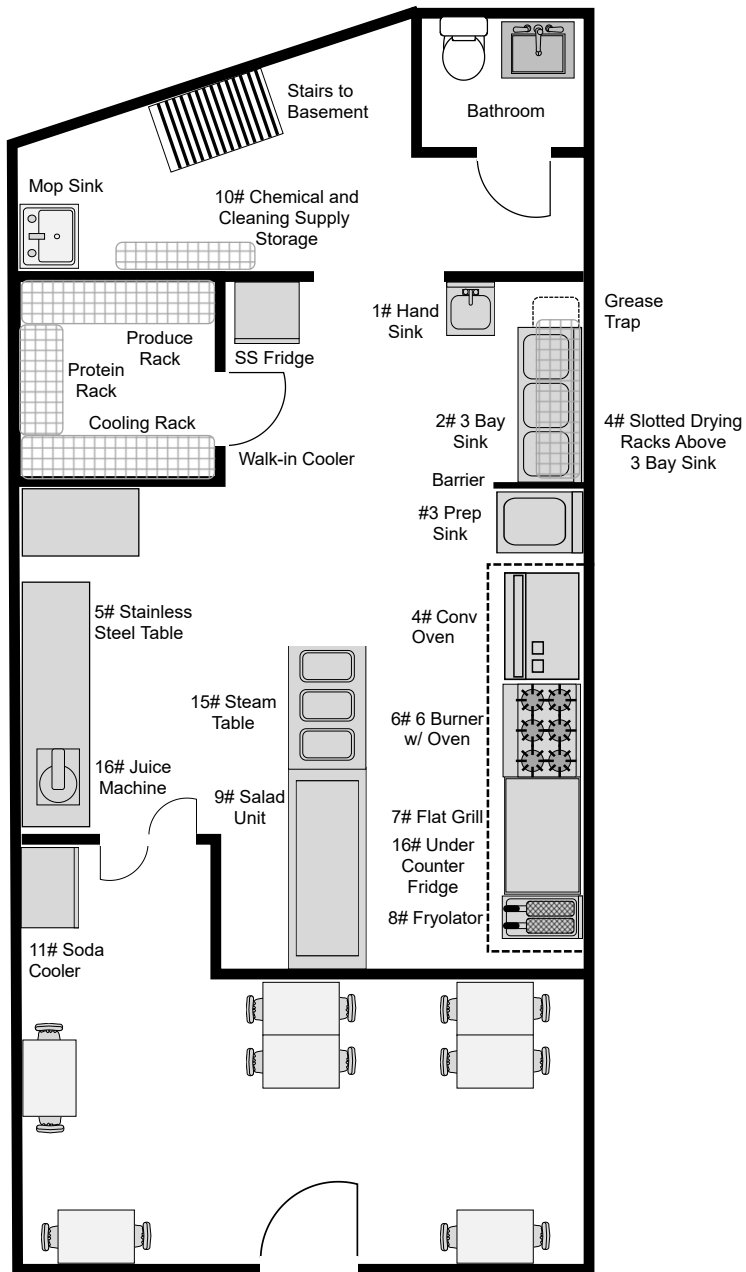 Stairs to
Basement
Bathroom
Mop Sink
10# Chemical and
Cleaning Supply
Storage
1# Hand
Sink
Grease
Trap
Produce
Rack
SS Fridge
Protein
Rack
Cooling Rack
2# 3 Bay
Sink
4# Slotted Drying
Racks Above
3 Bay Sink
Walk-in Cooler
Barrier
#3 Prep
Sink
5# Stainless
Steel Table
4# Conv
Oven
15# Steam
Table
6# 6 Burner
w/ Oven
16# Juice
Machine
9# Salad
Unit
7# Flat Grill
16# Under
Counter
Fridge
8# Fryolator
11# Soda
Cooler